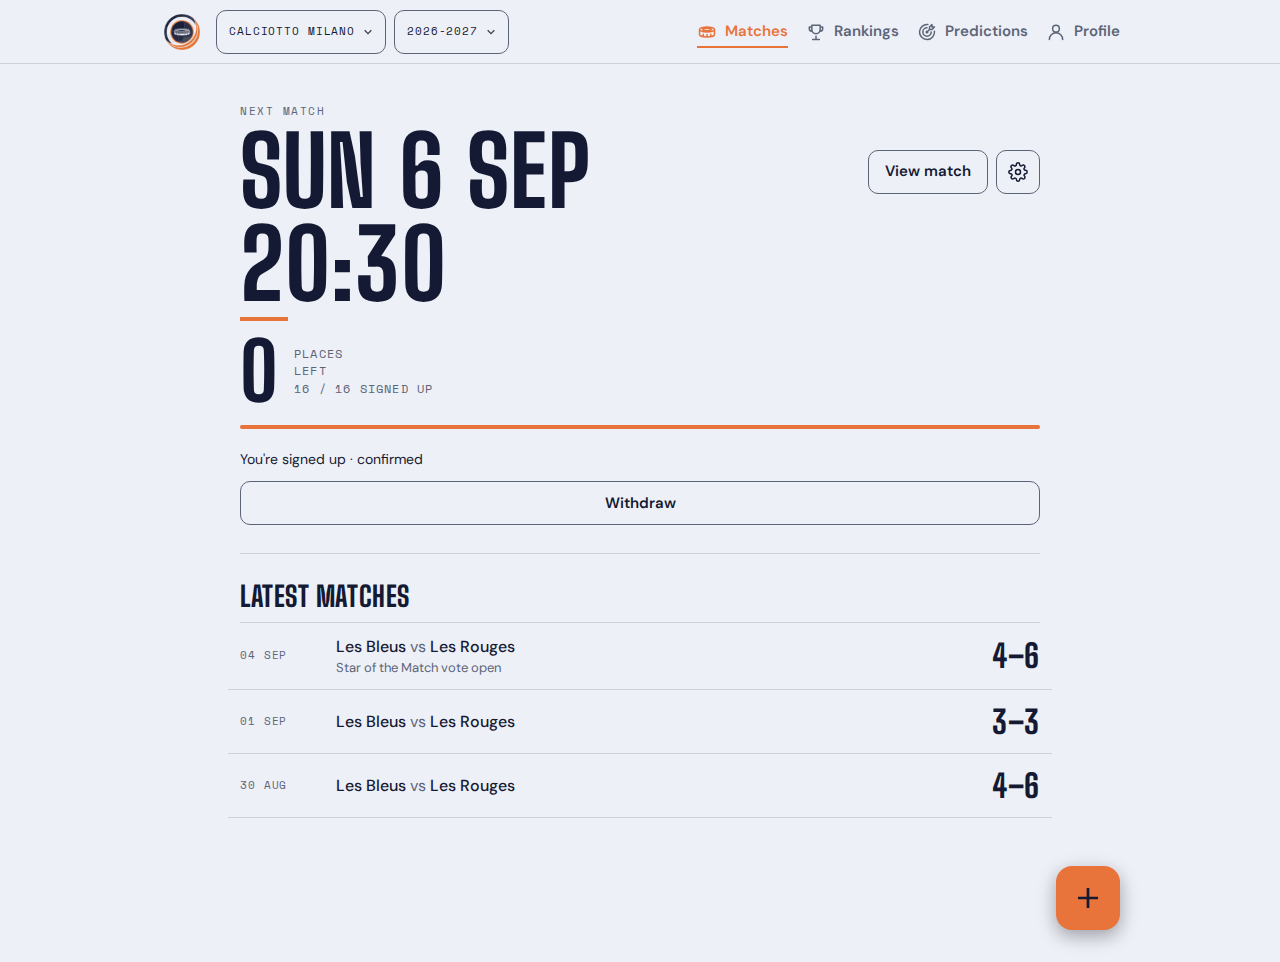 CALCIOTTO MILANO
2026-2027
Matches
Rankings
Predictions
Profile
NEXT MATCH
SUN 6 SEP
20:30
View match
0
PLACES
LEFT
16 / 16 SIGNED UP
You're signed up · confirmed
Withdraw
LATEST MATCHES
04 SEP
Les Bleus vs Les Rouges
Star of the Match vote open
4–6
01 SEP
Les Bleus vs Les Rouges
3–3
30 AUG
Les Bleus vs Les Rouges
4–6